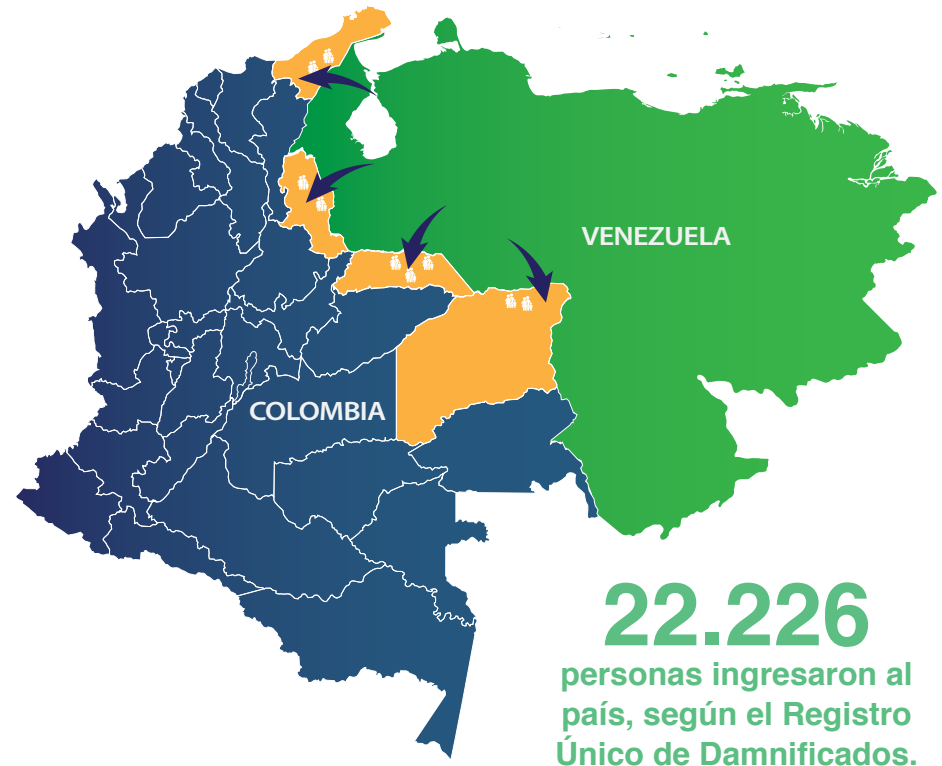 VENEZUELA
COLOMBIA
22.226
personas ingresaron al
país, según el Registro
Único de Damnificados.